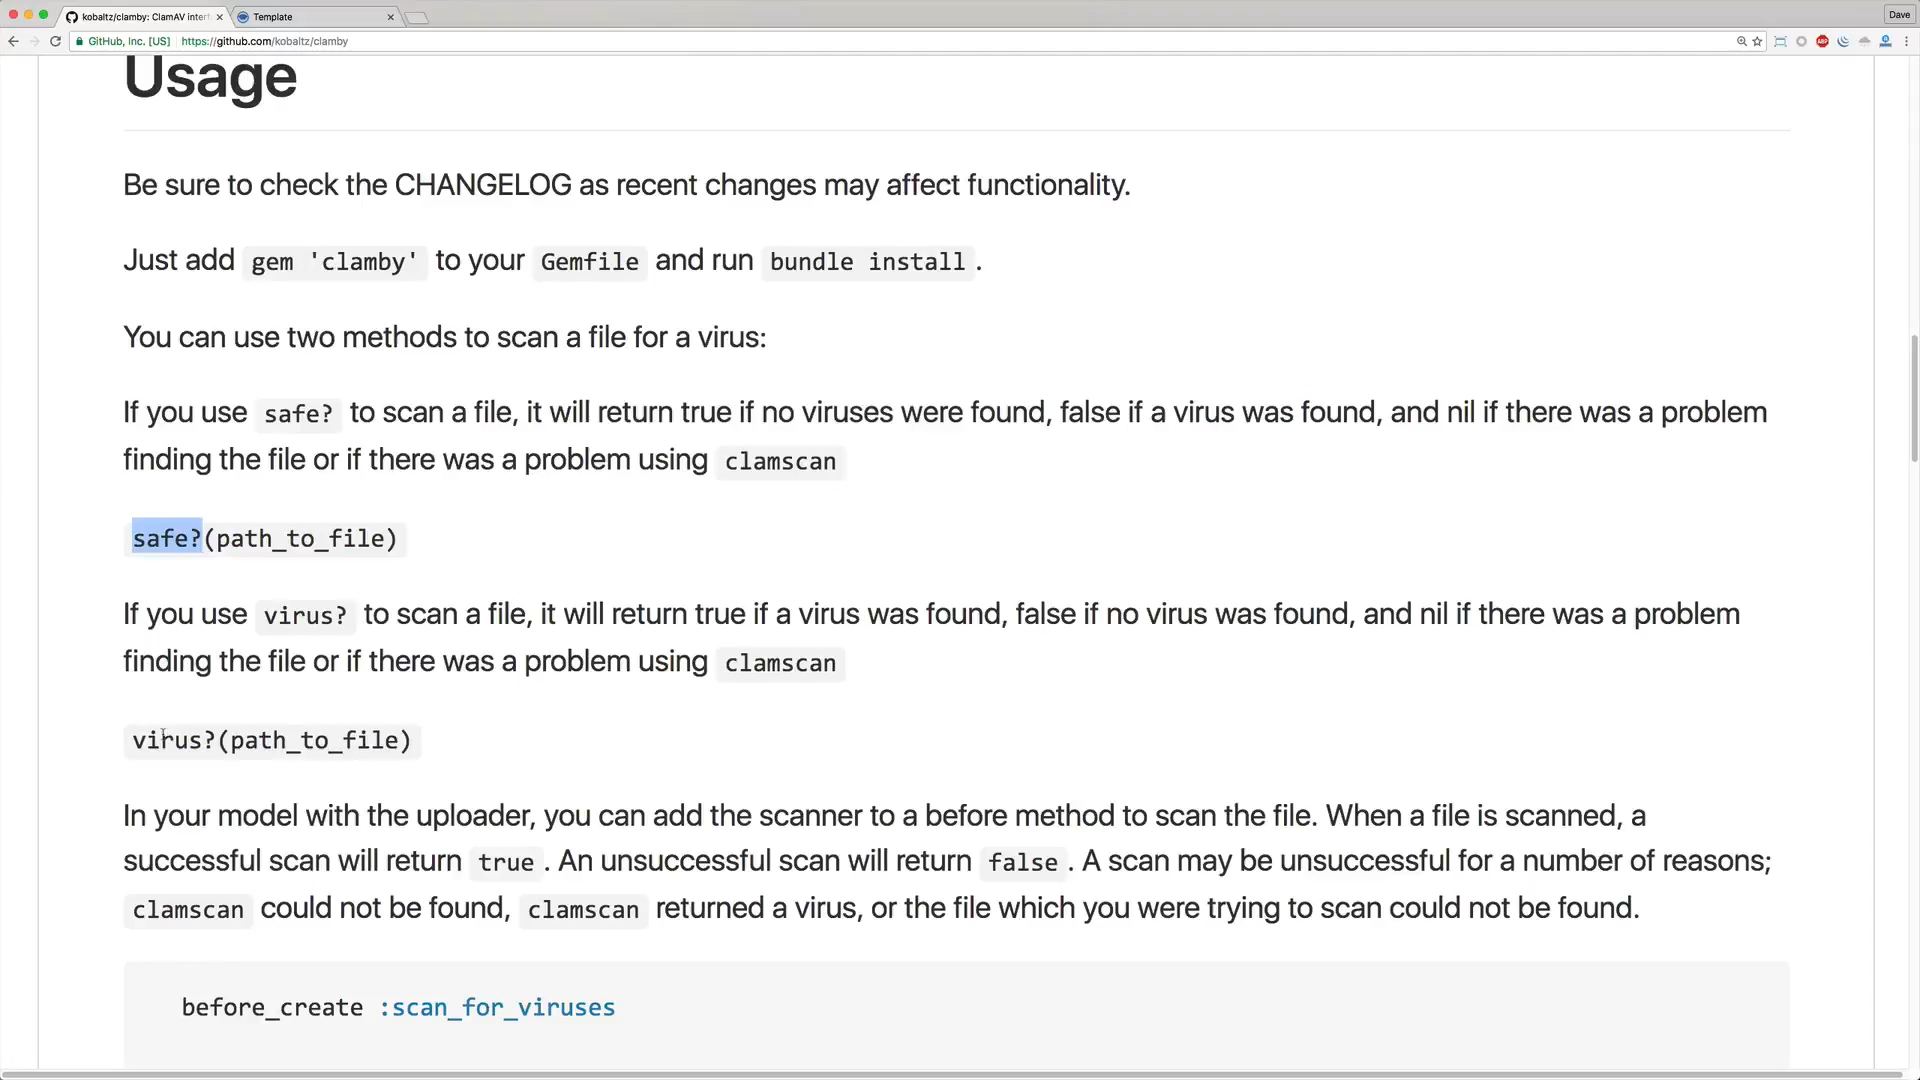 kobaltz/clamby: ClamAV inter
Template
Dave
GitHub, Inc. [US] https://github.com/kobaltz/clamby
Usage
Be sure to check the CHANGELOG as recent changes may affect functionality.
Just add gem 'clamby' to your Gemfile and run bundle install .
You can use two methods to scan a file for a virus:
If you use safe? to scan a file, it will return true if no viruses were found, false if a virus was found, and nil if there was a problem
finding the file or if there was a problem using clamscan
safe?(path_to_file)
If you use virus? to scan a file, it will return true if a virus was found, false if no virus was found, and nil if there was a problem
finding the file or if there was a problem using clamscan
virus?(path_to_file)
In your model with the uploader, you can add the scanner to a before method to scan the file. When a file is scanned, a
successful scan will return true . An unsuccessful scan will return false . A scan may be unsuccessful for a number of reasons;
clamscan could not be found, clamscan returned a virus, or the file which you were trying to scan could not be found.
before_create :scan_for_viruses